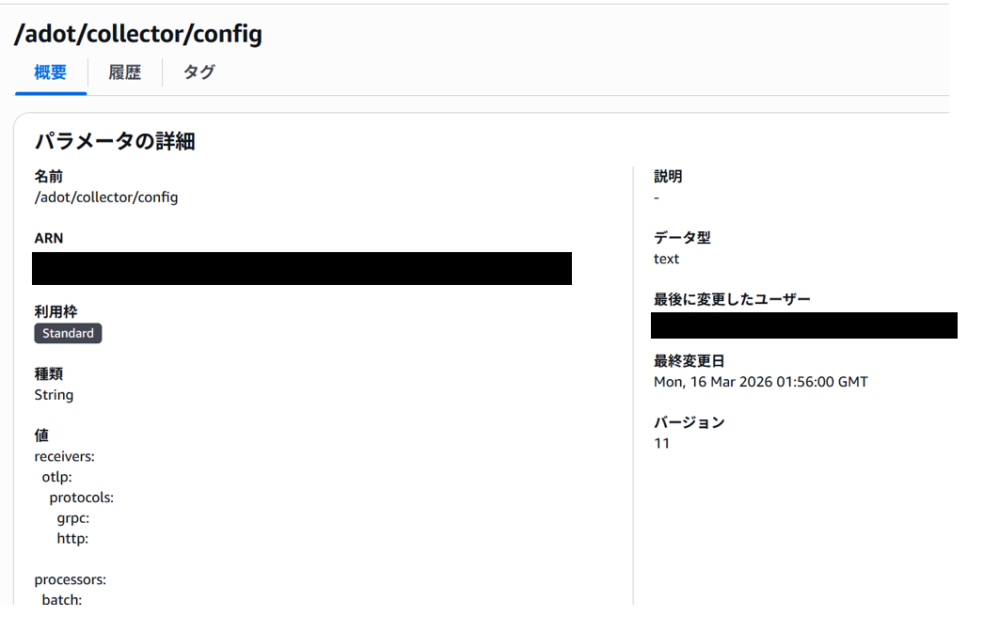 /adot/collector/config
概要
履歴
タグ
パラメータの詳細
名前
/adot/collector/config
ARN
利用枠
Standard
種類
String
値
receivers:
  otlp:
    protocols:
      grpc:
      http:
processors:
  batch:
説明
-
データ型
text
最後に変更したユーザー
最終変更日
Mon, 16 Mar 2026 01:56:00 GMT
バージョン
11